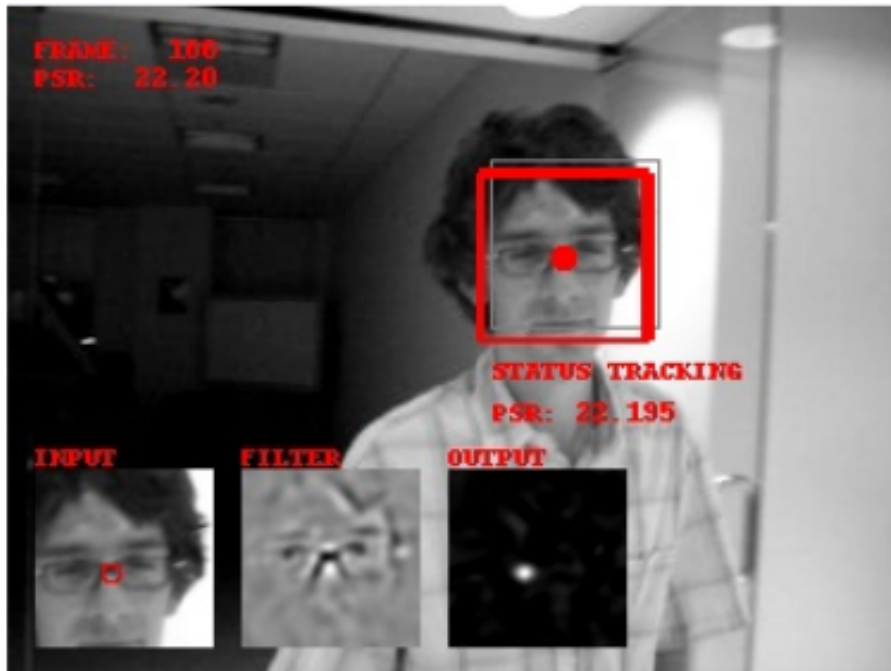 FRAME: 100
PSR: 22.20
STATUS TRACKING
PSR: 22.195
INPUT FILTER OUTPUT